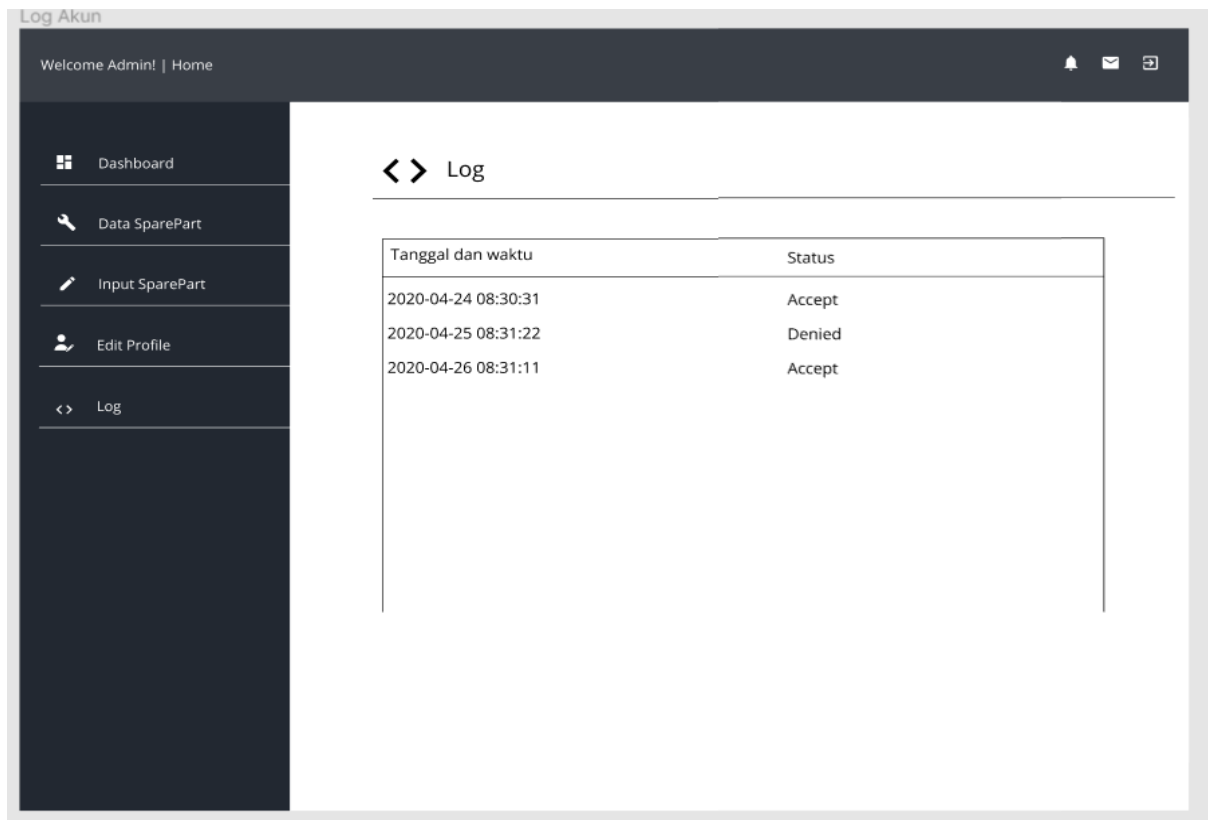 Log Akun
Welcome Admin! | Home
Dashboard
Data SparePart
Input SparePart
Edit Profile
Log
Log
Tanggal dan waktu Status
2020-04-24 08:30:31 Accept
2020-04-25 08:31:22 Denied
2020-04-26 08:31:11 Accept